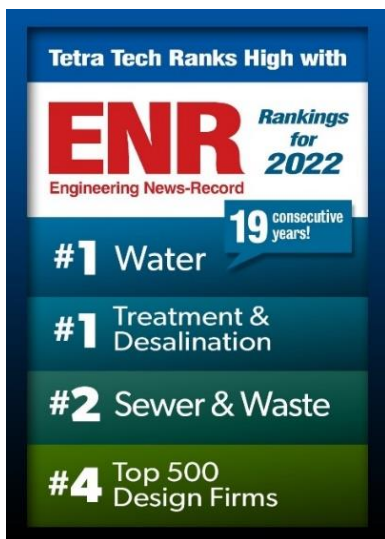 Tetra Tech Ranks High with
ENR
Engineering News-Record
Rankings
for
2022
19 consecutive
years!
#1 Water
#1 Treatment &
Desalination
#2 Sewer & Waste
#4 Top 500
Design Firms